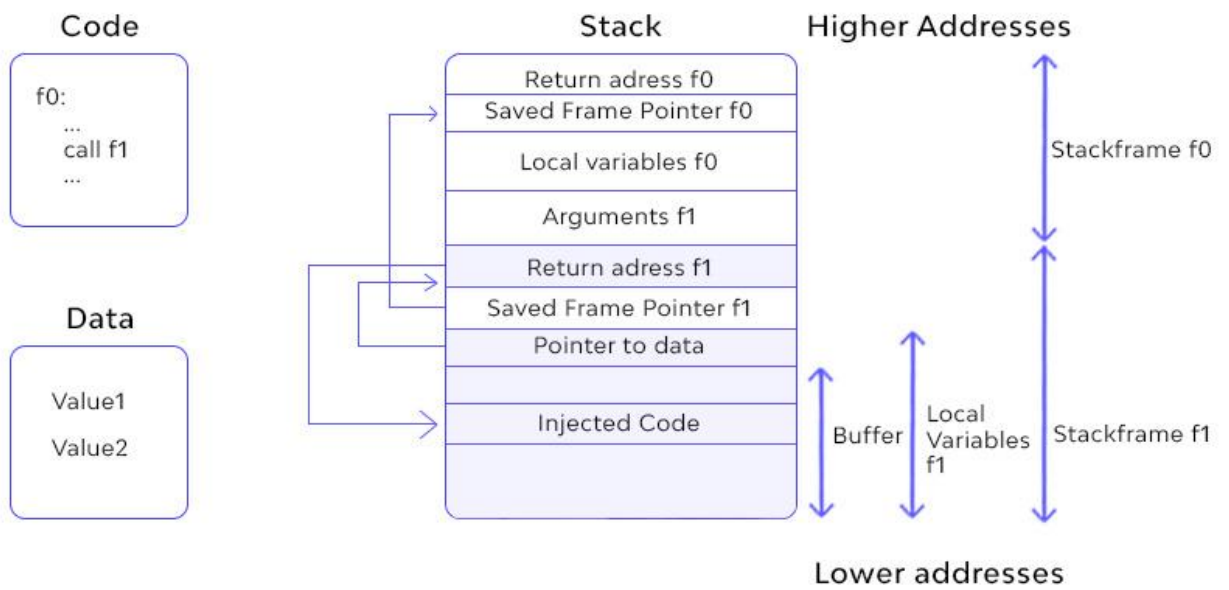 Code
f0:
...
call f1
...
Data
Value1
Value2
Stack
Return adress f0
Saved Frame Pointer f0
Local variables f0
Arguments f1
Return adress f1
Saved Frame Pointer f1
Pointer to data
Injected Code
Higher Addresses
Stackframe f0
Buffer
Local
Variables
f1
Stackframe f1
Lower addresses